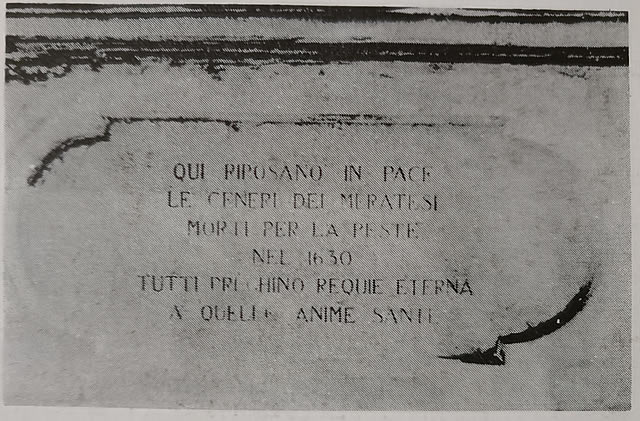 QUI RIPOSANO IN PACE
LE CENERI DEI MERATESI
MORTI PER LA PESTE
NEL 1630
TUTTI PREGHINO REQUIE ETERNA
A QUELLE ANIME SANTE